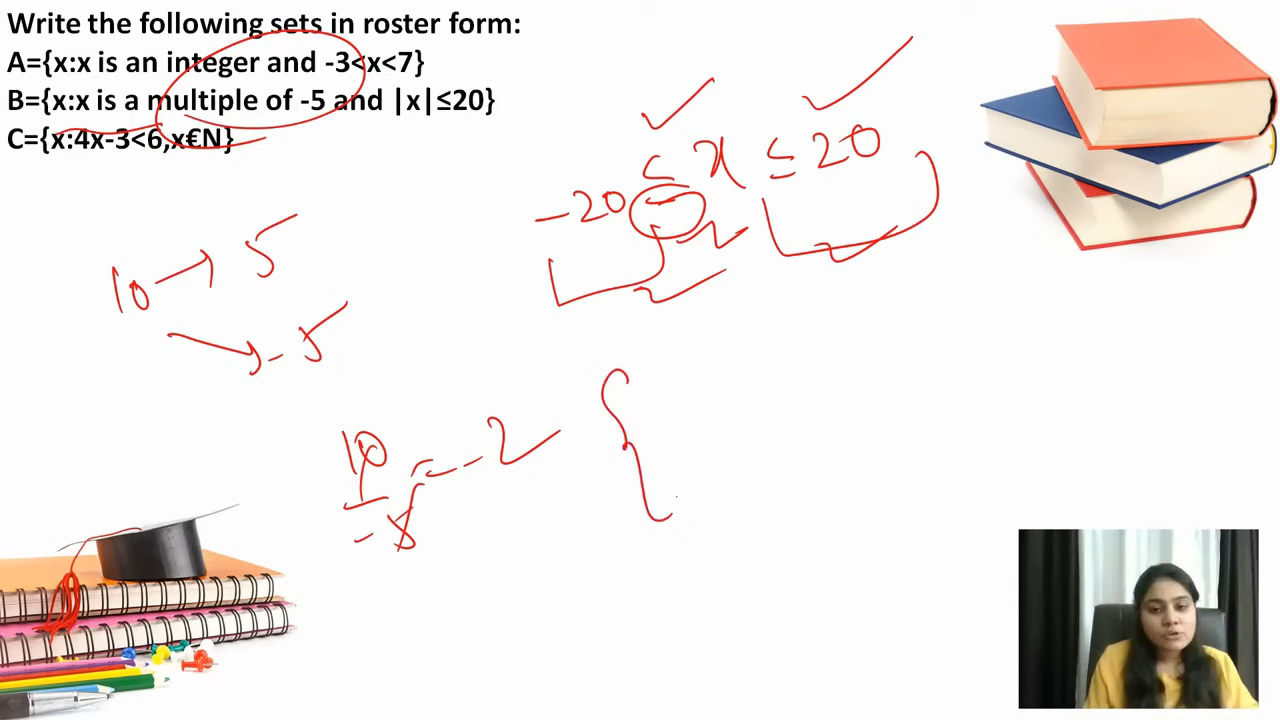 Write the following sets in roster form:
A={x:x is an integer and -3<x<7}
B={x:x is a multiple of -5 and |x|≤20}
C={x:4x-3<6,x€N}
-20 ≤ x ≤ 20
10 → 5
→ -5
10
-5
= -2 {